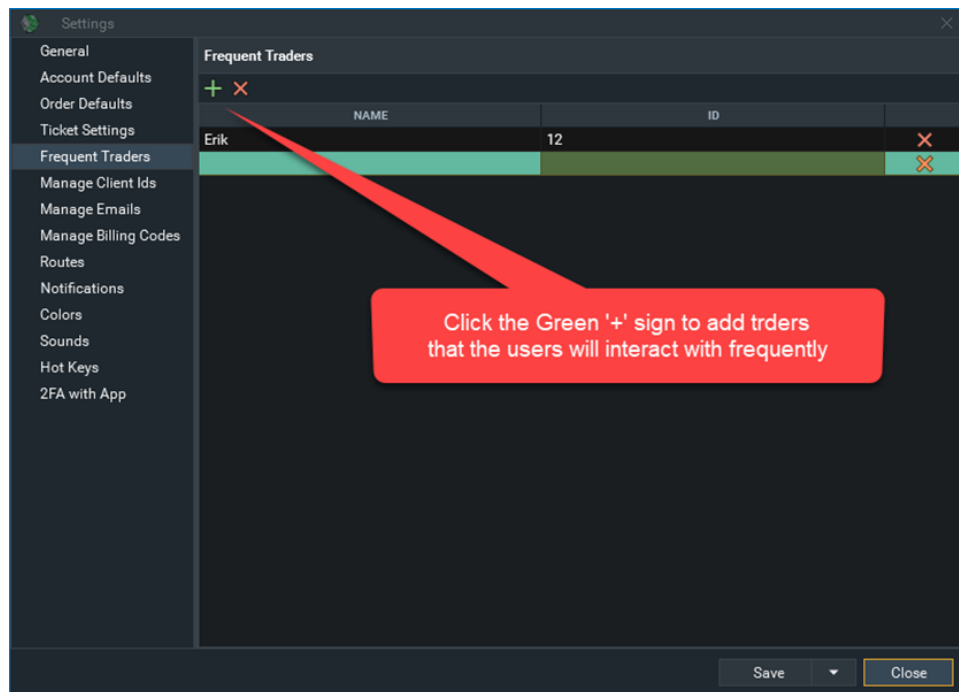 Settings
General
Account Defaults
Order Defaults
Ticket Settings
Frequent Traders
Manage Client Ids
Manage Emails
Manage Billing Codes
Routes
Notifications
Colors
Sounds
Hot Keys
2FA with App
Frequent Traders
NAME ID
Erik 12
Click the Green '+' sign to add trders
that the users will interact with frequently
Save Close